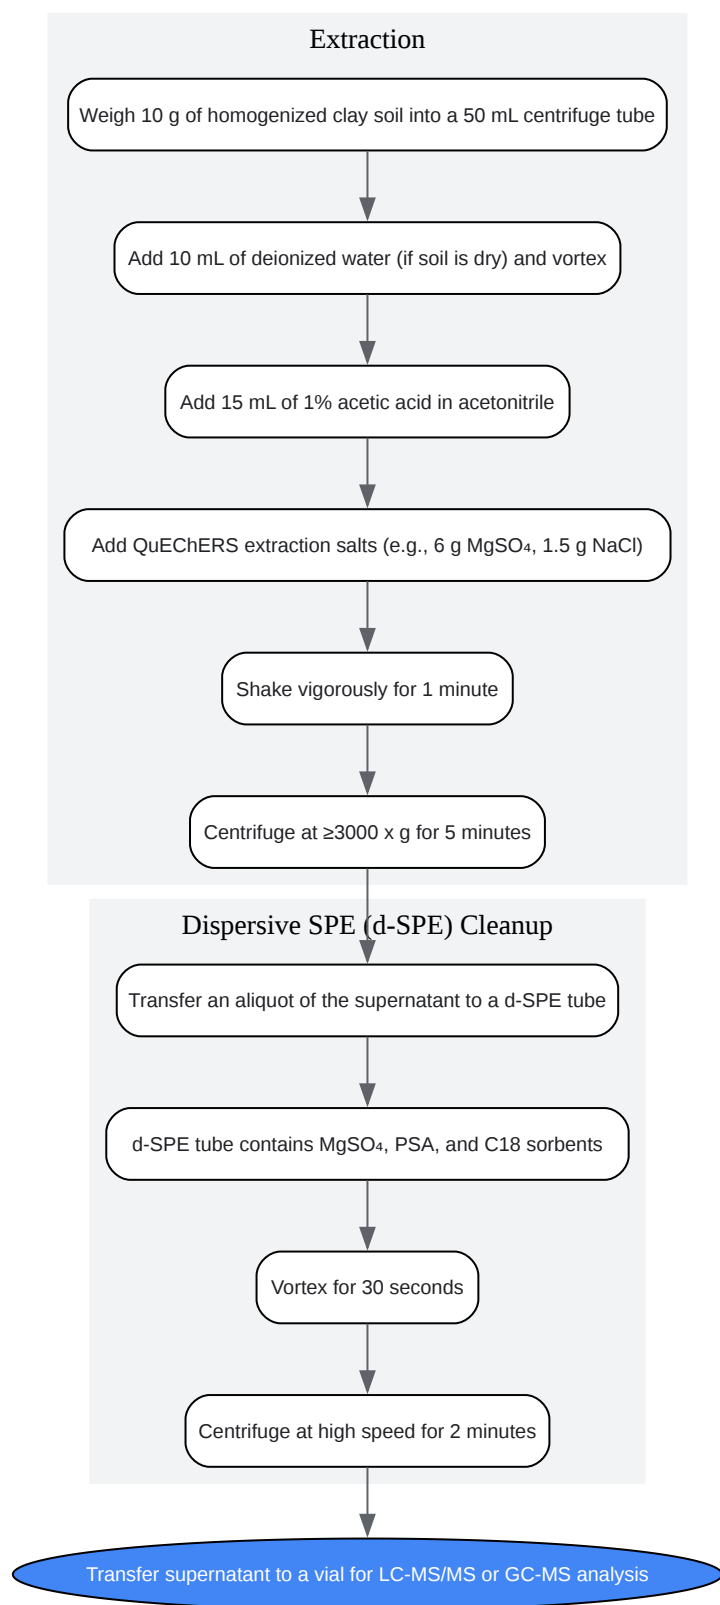 Extraction
Weigh 10 g of homogenized clay soil into a 50 mL centrifuge tube
Add 10 mL of deionized water (if soil is dry) and vortex
Add 15 mL of 1% acetic acid in acetonitrile
Add QuEChERS extraction salts (e.g., 6 g MgSO₄, 1.5 g NaCl)
Shake vigorously for 1 minute
Centrifuge at ≥3000 x g for 5 minutes
Dispersive SPE (d-SPE) Cleanup
Transfer an aliquot of the supernatant to a d-SPE tube
d-SPE tube contains MgSO₄, PSA, and C18 sorbents
Vortex for 30 seconds
Centrifuge at high speed for 2 minutes
Transfer supernatant to a vial for LC-MS/MS or GC-MS analysis